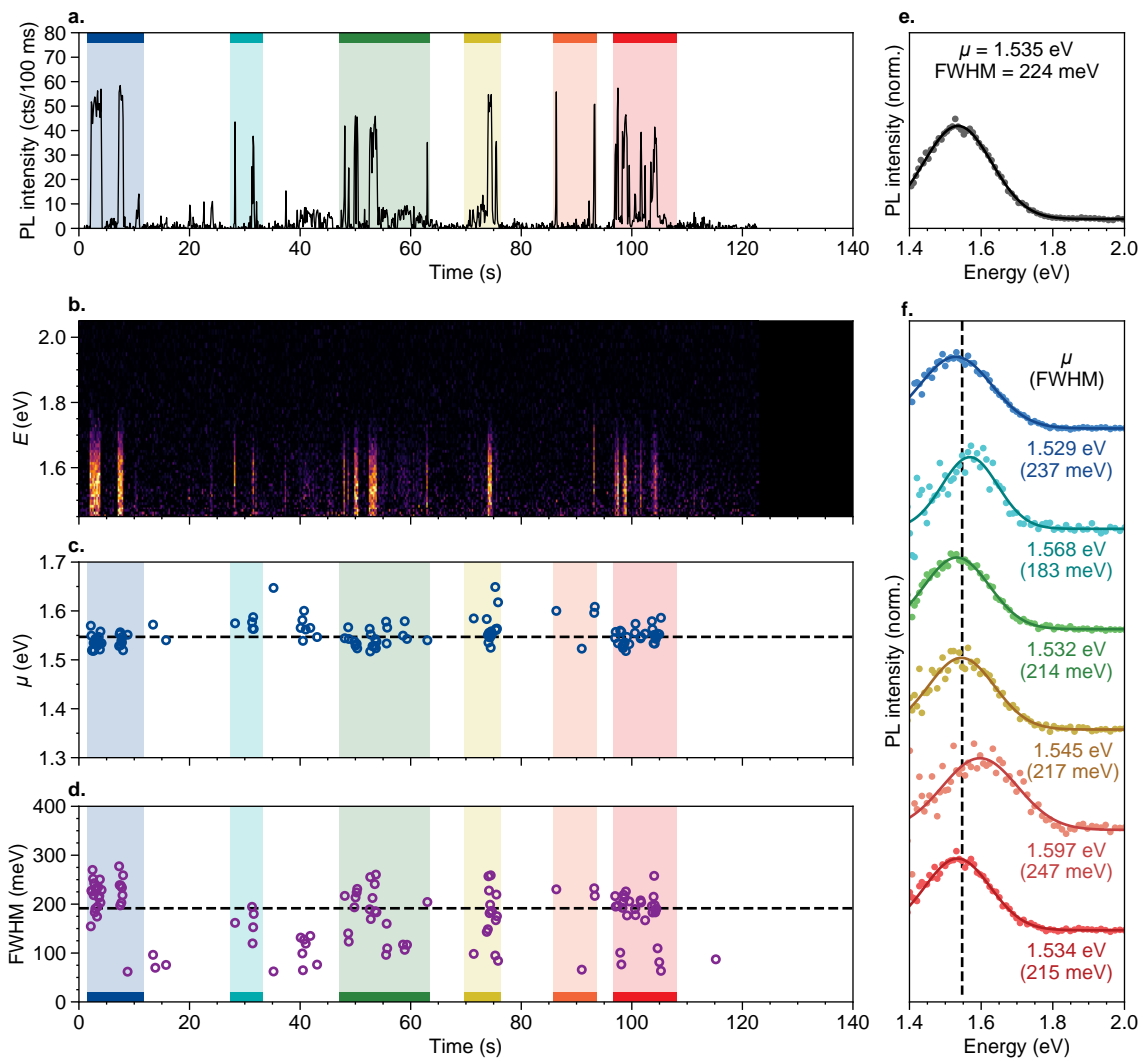 a.
80
70
60
50
40
30
20
10
0
PL intensity (cts/100 ms)
0 20 40 60 80 100 120 140
Time (s)
b.
2.0
1.8
1.6
E (eV)
c.
1.7
1.6
1.5
1.4
1.3
μ (eV)
d.
400
300
200
100
0
FWHM (meV)
0 20 40 60 80 100 120 140
Time (s)
e.
μ = 1.535 eV
FWHM = 224 meV
PL intensity (norm.)
1.4 1.6 1.8 2.0
Energy (eV)
f.
μ
(FWHM)
1.529 eV
(237 meV)
1.568 eV
(183 meV)
1.532 eV
(214 meV)
1.545 eV
(217 meV)
1.597 eV
(247 meV)
1.534 eV
(215 meV)
PL intensity (norm.)
1.4 1.6 1.8 2.0
Energy (eV)